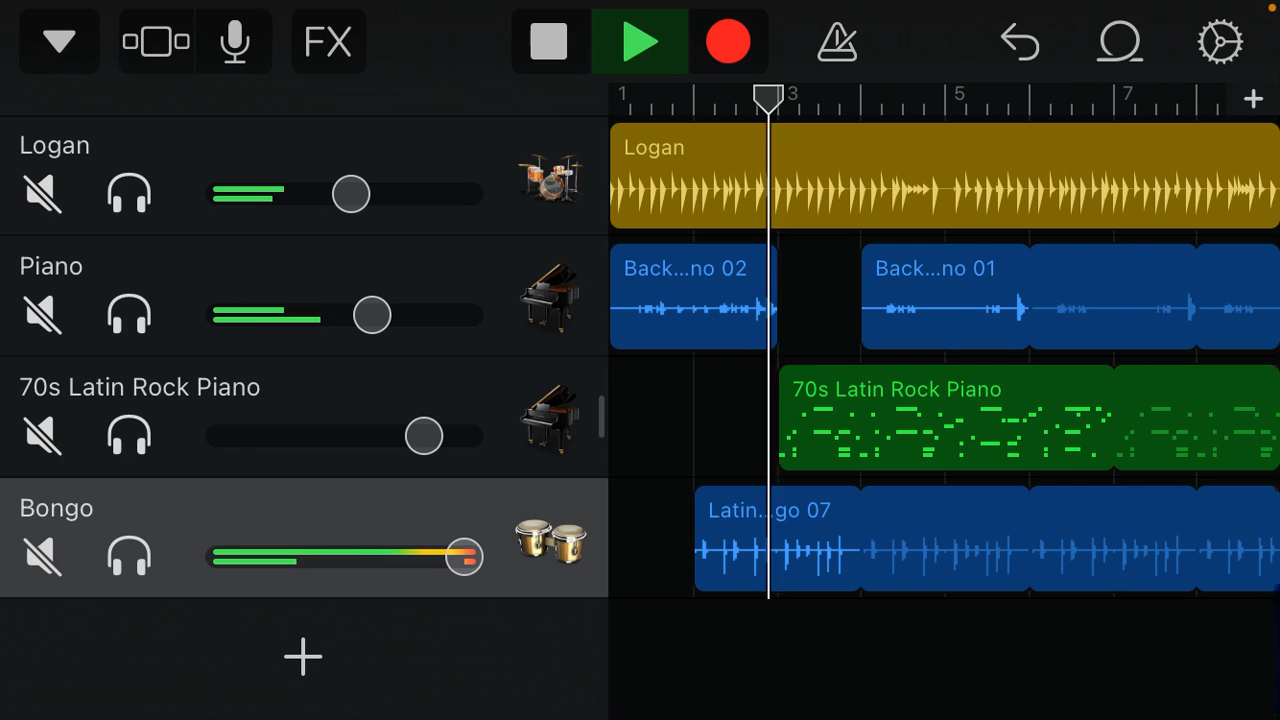 FX
1 3 5 7
Logan
Logan
Piano
Back...no 02
Back...no 01
70s Latin Rock Piano
70s Latin Rock Piano
Bongo
Latin...go 07